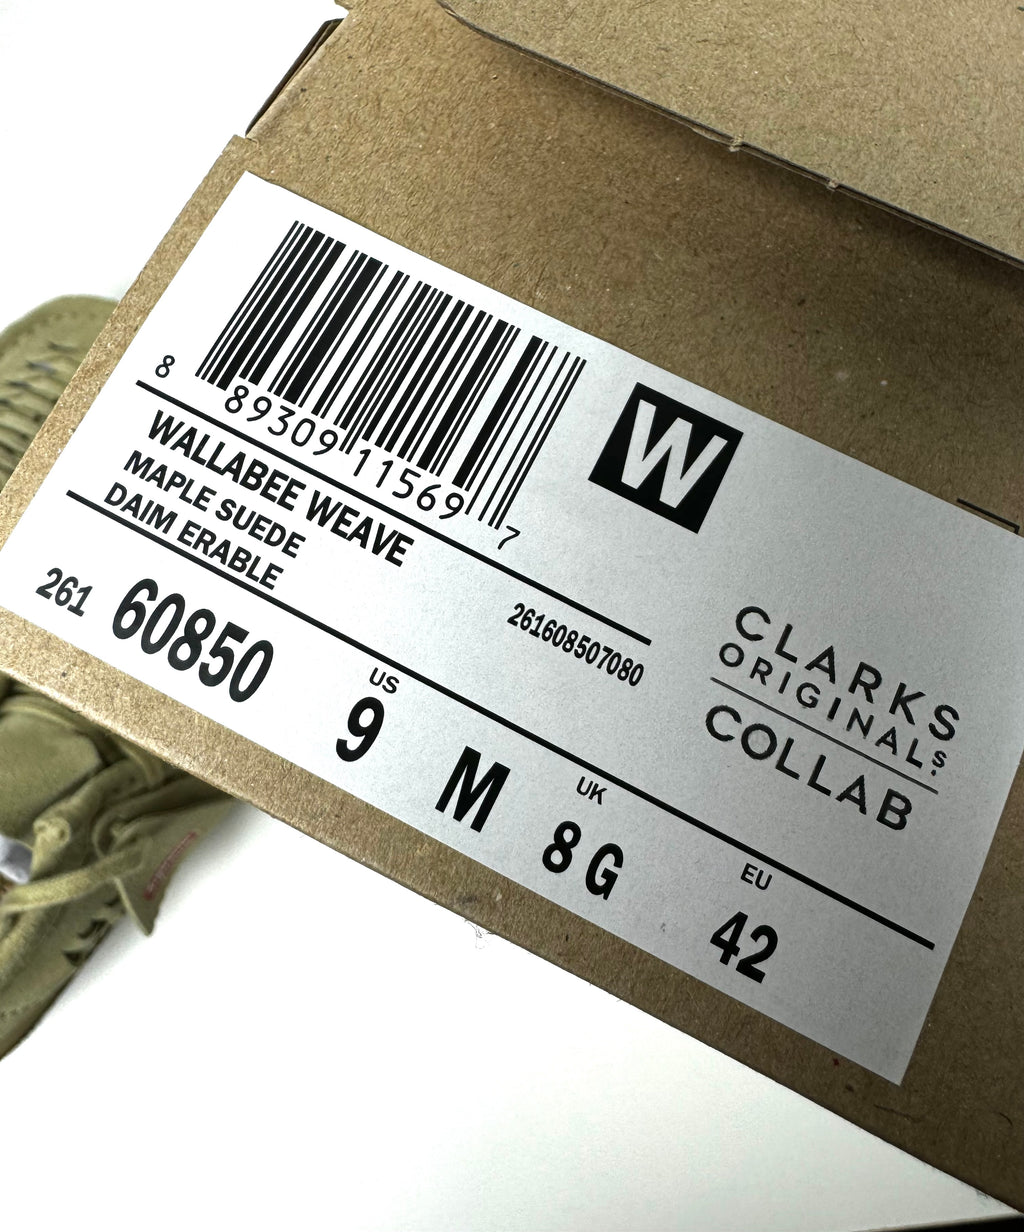 8 89309 11569 7
W
WALLABEE WEAVE
MAPLE SUEDE
DAIM ERABLE
261608507080
CLARKS
ORIGINALS.
COLLAB
261 60850
US
9 M
UK
8 G
EU
42